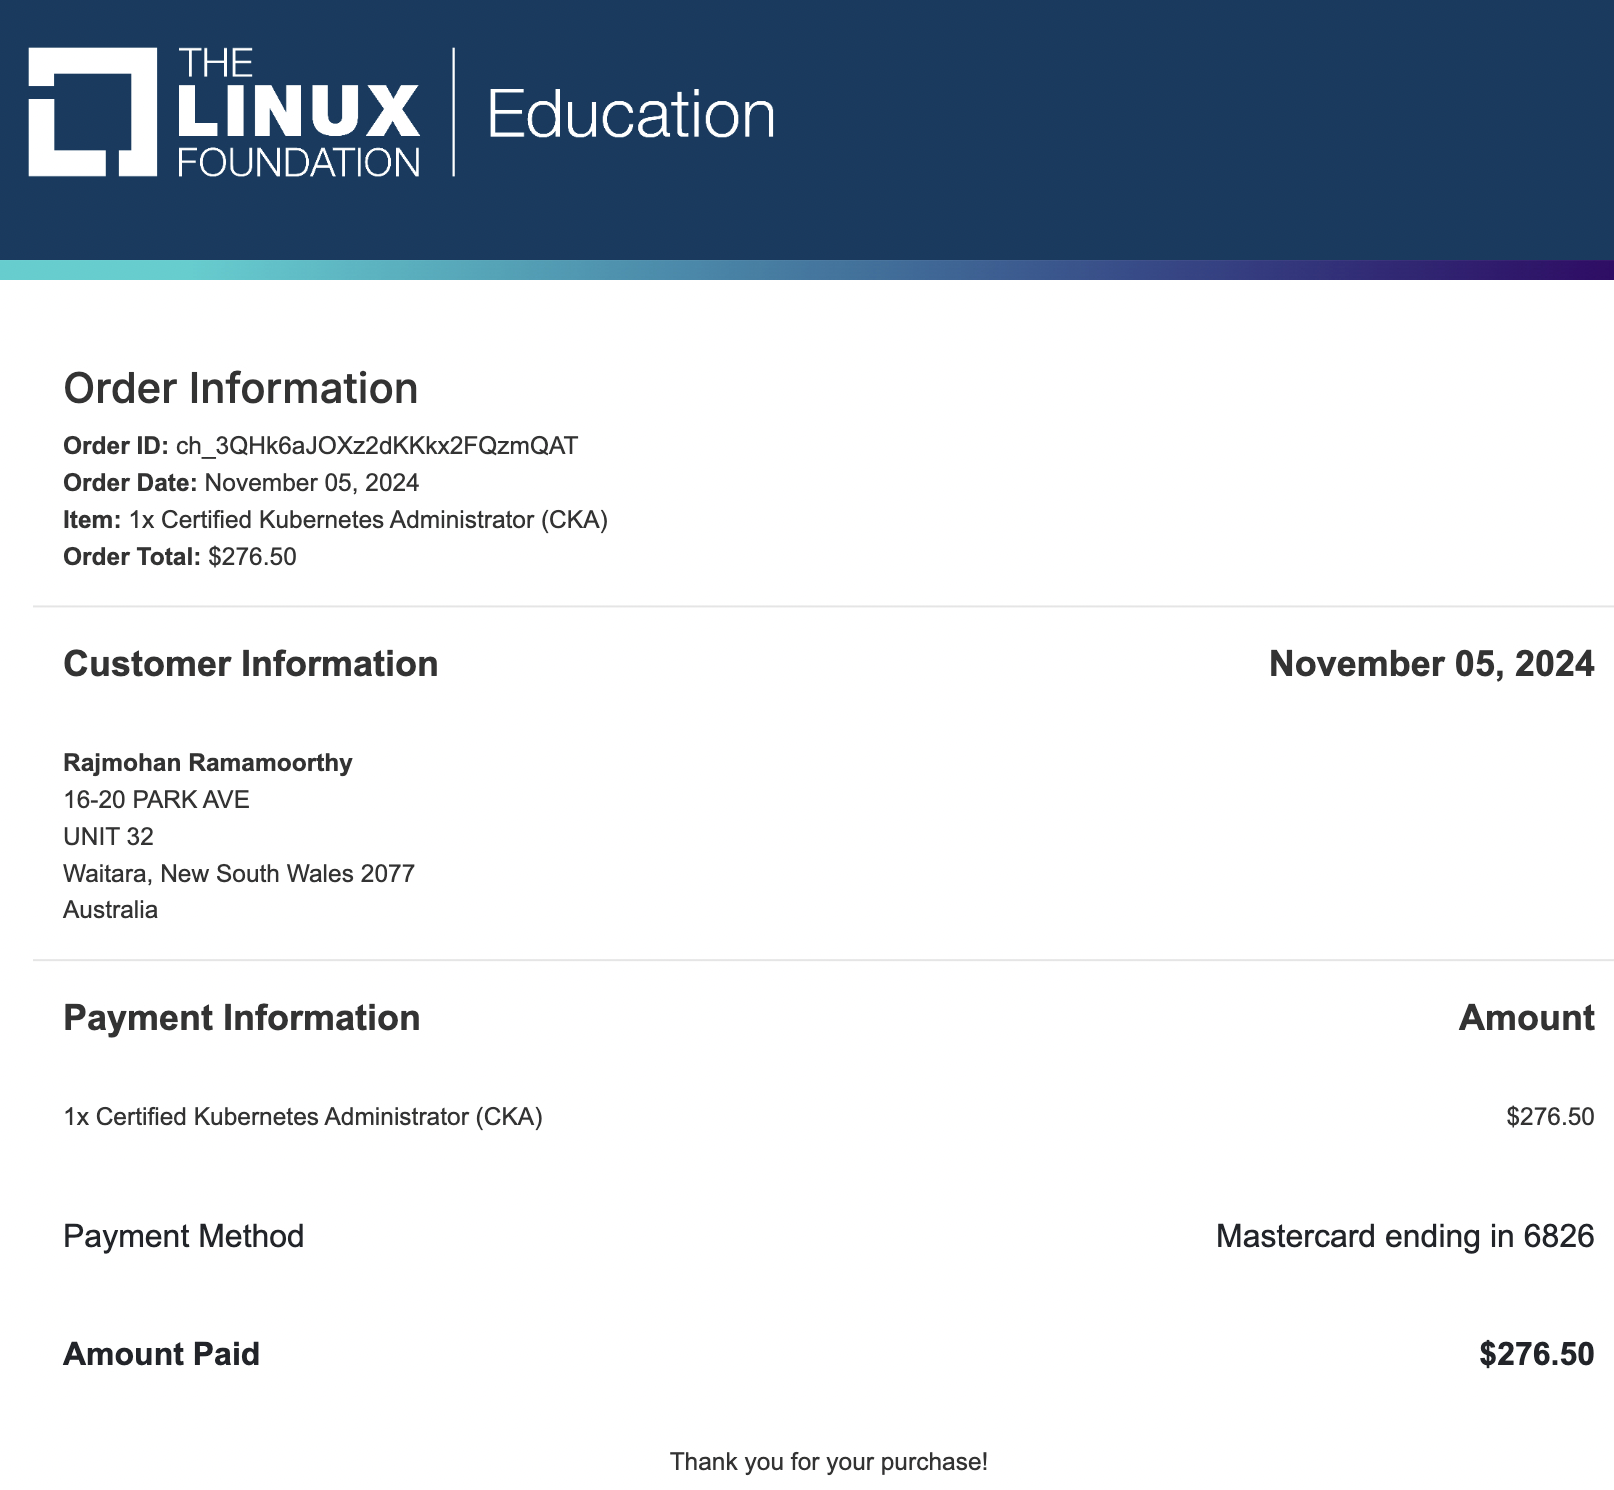 THE
LINUX
FOUNDATION
Education
Order Information
Order ID: ch_3QHk6aJOXz2dKKkx2FQzmQAT
Order Date: November 05, 2024
Item: 1x Certified Kubernetes Administrator (CKA)
Order Total: $276.50
Customer Information
November 05, 2024
Rajmohan Ramamoorthy
16-20 PARK AVE
UNIT 32
Waitara, New South Wales 2077
Australia
Payment Information
Amount
1x Certified Kubernetes Administrator (CKA)
$276.50
Payment Method
Mastercard ending in 6826
Amount Paid
$276.50
Thank you for your purchase!